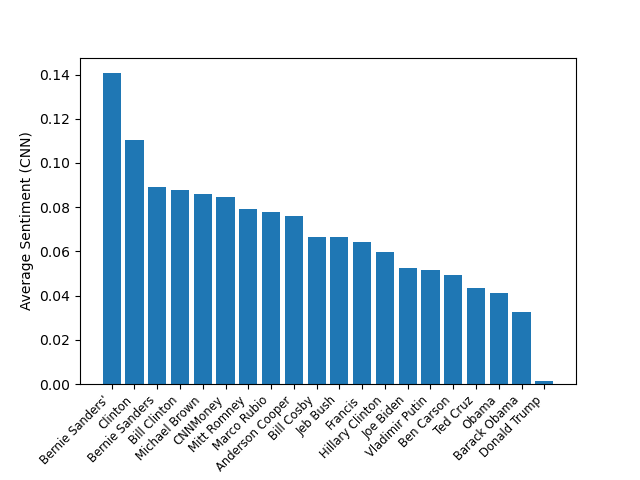 Average Sentiment (CNN)
0.14
0.12
0.10
0.08
0.06
0.04
0.02
0.00
Bernie Sanders'
Clinton
Bernie Sanders
Bill Clinton
Michael Brown
CNNMoney
Mitt Romney
Marco Rubio
Anderson Cooper
Bill Cosby
Jeb Bush
Francis
Hillary Clinton
Joe Biden
Vladimir Putin
Ben Carson
Ted Cruz
Obama
Barack Obama
Donald Trump